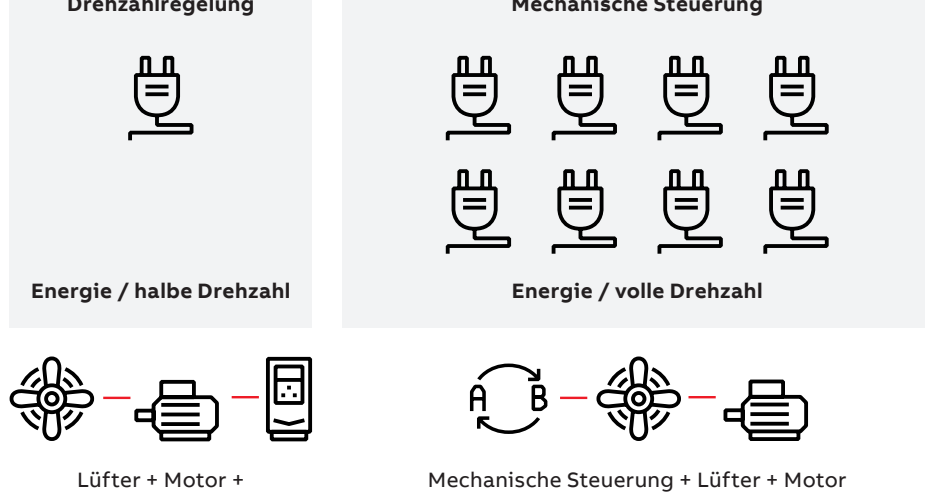 Drehzahlregelung
Mechanische Steuerung
Energie / halbe Drehzahl
Energie / volle Drehzahl
A B
Lüfter + Motor +
Mechanische Steuerung + Lüfter + Motor